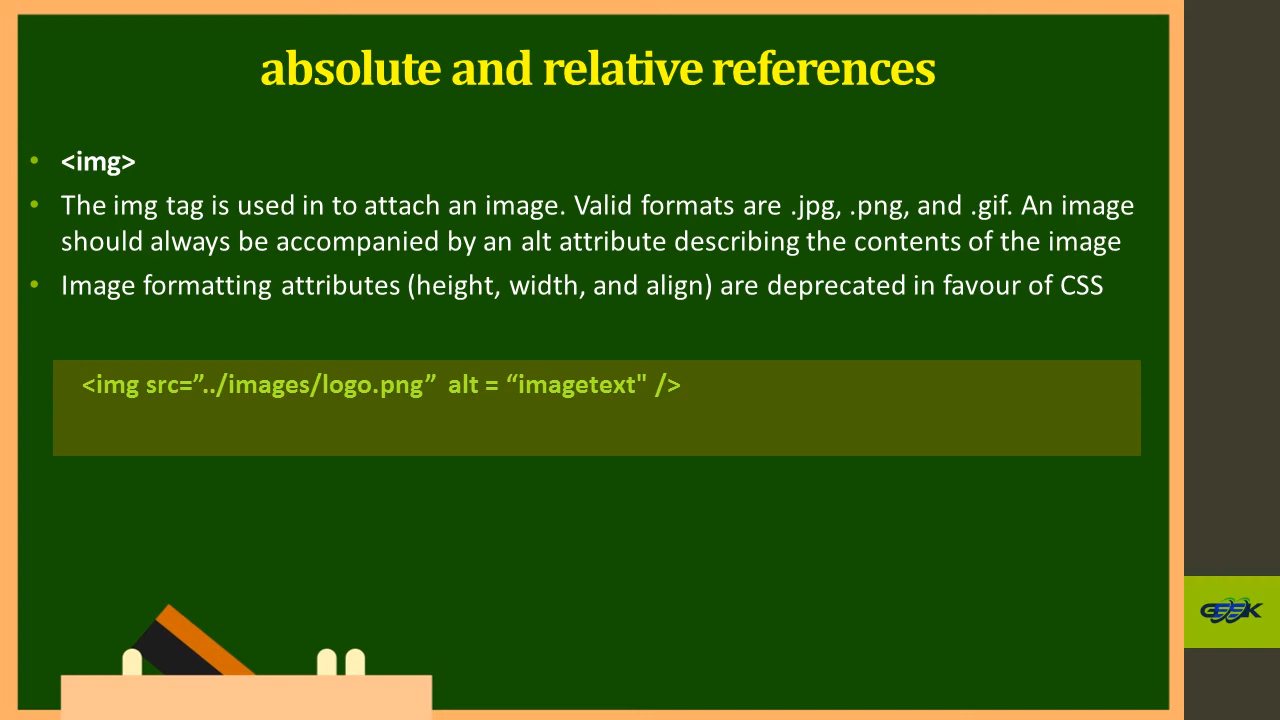 absolute and relative references
• <img>
• The img tag is used in to attach an image. Valid formats are .jpg, .png, and .gif. An image
should always be accompanied by an alt attribute describing the contents of the image
• Image formatting attributes (height, width, and align) are deprecated in favour of CSS
<img src=”../images/logo.png”  alt = “imagetext" />
GEEK